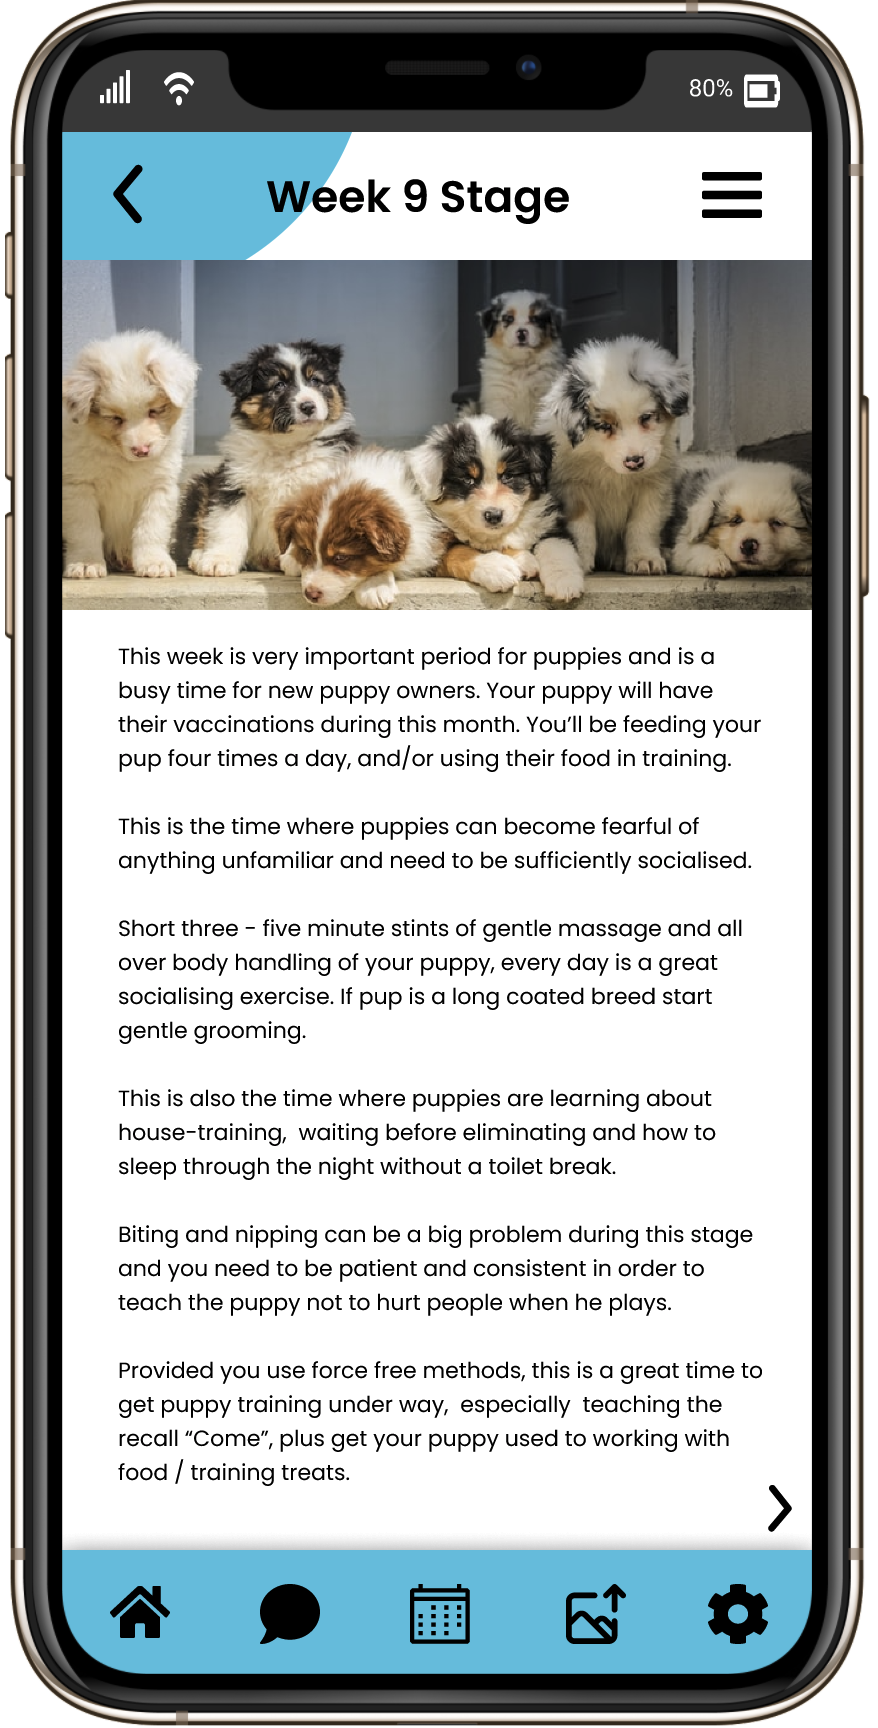 80%
Week 9 Stage
This week is very important period for puppies and is a
busy time for new puppy owners. Your puppy will have
their vaccinations during this month. You’ll be feeding your
pup four times a day, and/or using their food in training.
This is the time where puppies can become fearful of
anything unfamiliar and need to be sufficiently socialised.
Short three - five minute stints of gentle massage and all
over body handling of your puppy, every day is a great
socialising exercise. If pup is a long coated breed start
gentle grooming.
This is also the time where puppies are learning about
house-training,  waiting before eliminating and how to
sleep through the night without a toilet break.
Biting and nipping can be a big problem during this stage
and you need to be patient and consistent in order to
teach the puppy not to hurt people when he plays.
Provided you use force free methods, this is a great time to
get puppy training under way,  especially  teaching the
recall “Come”, plus get your puppy used to working with
food / training treats.